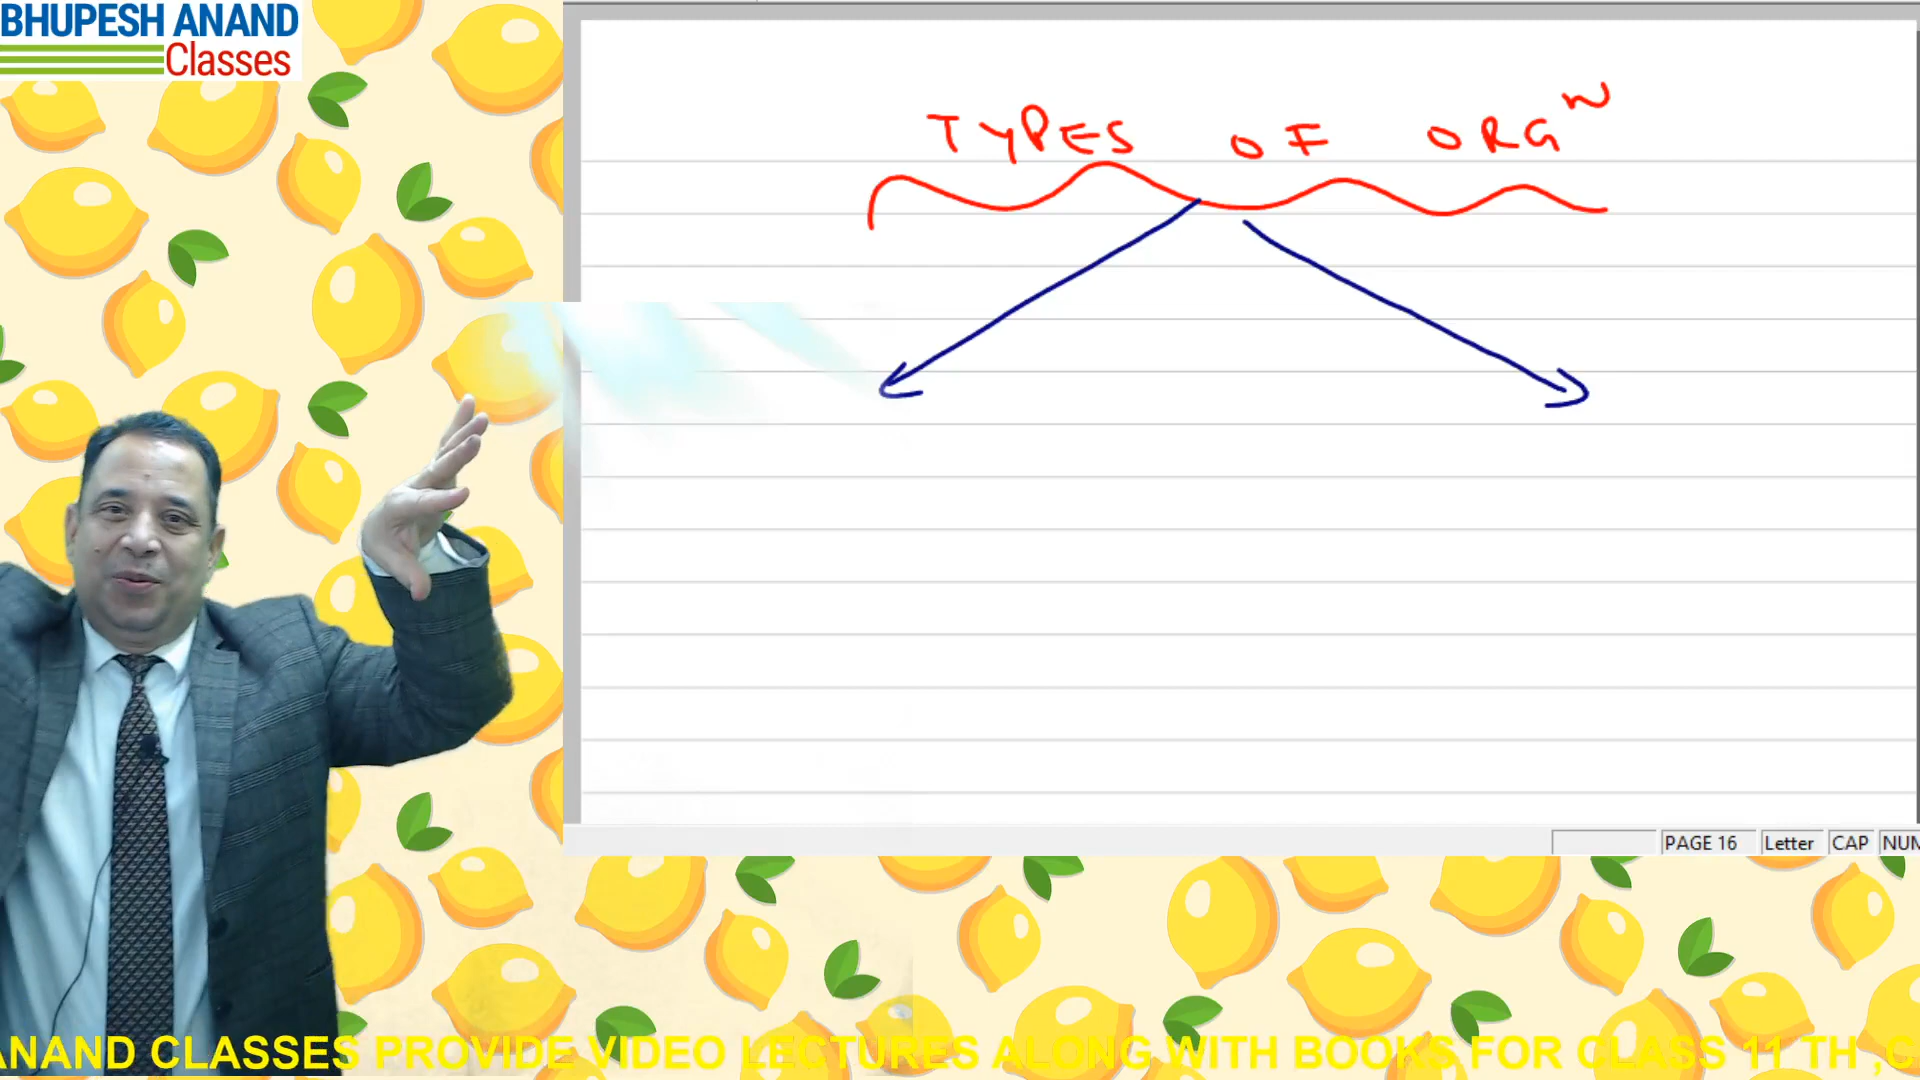 BHUPESH ANAND
Classes
TYPES OF ORGN
PAGE 16 Letter CAP NUM
ANAND CLASSES PROVIDE VIDEO LECTURES ALONG WITH BOOKS FOR CLASS 11 TH ,C